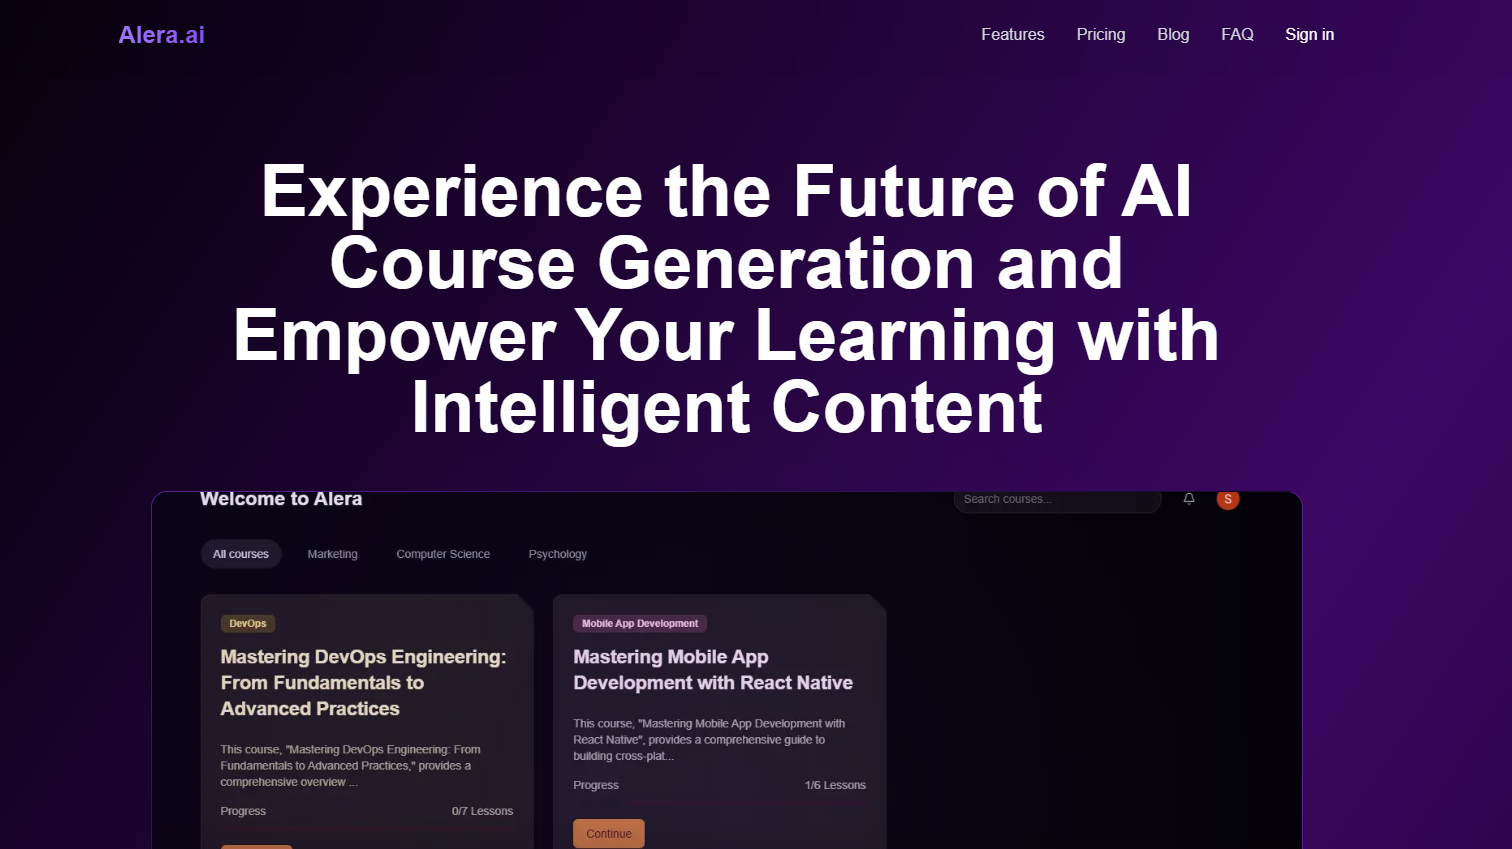 Alera.ai
Features
Pricing
Blog
FAQ
Sign in
Experience the Future of AI
Course Generation and
Empower Your Learning with
Intelligent Content
Welcome to Alera
Search courses...
S
All courses
Marketing
Computer Science
Psychology
DevOps
Mastering DevOps Engineering:
From Fundamentals to
Advanced Practices
This course, "Mastering DevOps Engineering: From
Fundamentals to Advanced Practices," provides a
comprehensive overview ...
Progress
0/7 Lessons
Mobile App Development
Mastering Mobile App
Development with React Native
This course, "Mastering Mobile App Development with
React Native", provides a comprehensive guide to
building cross-plat...
Progress
1/6 Lessons
Continue